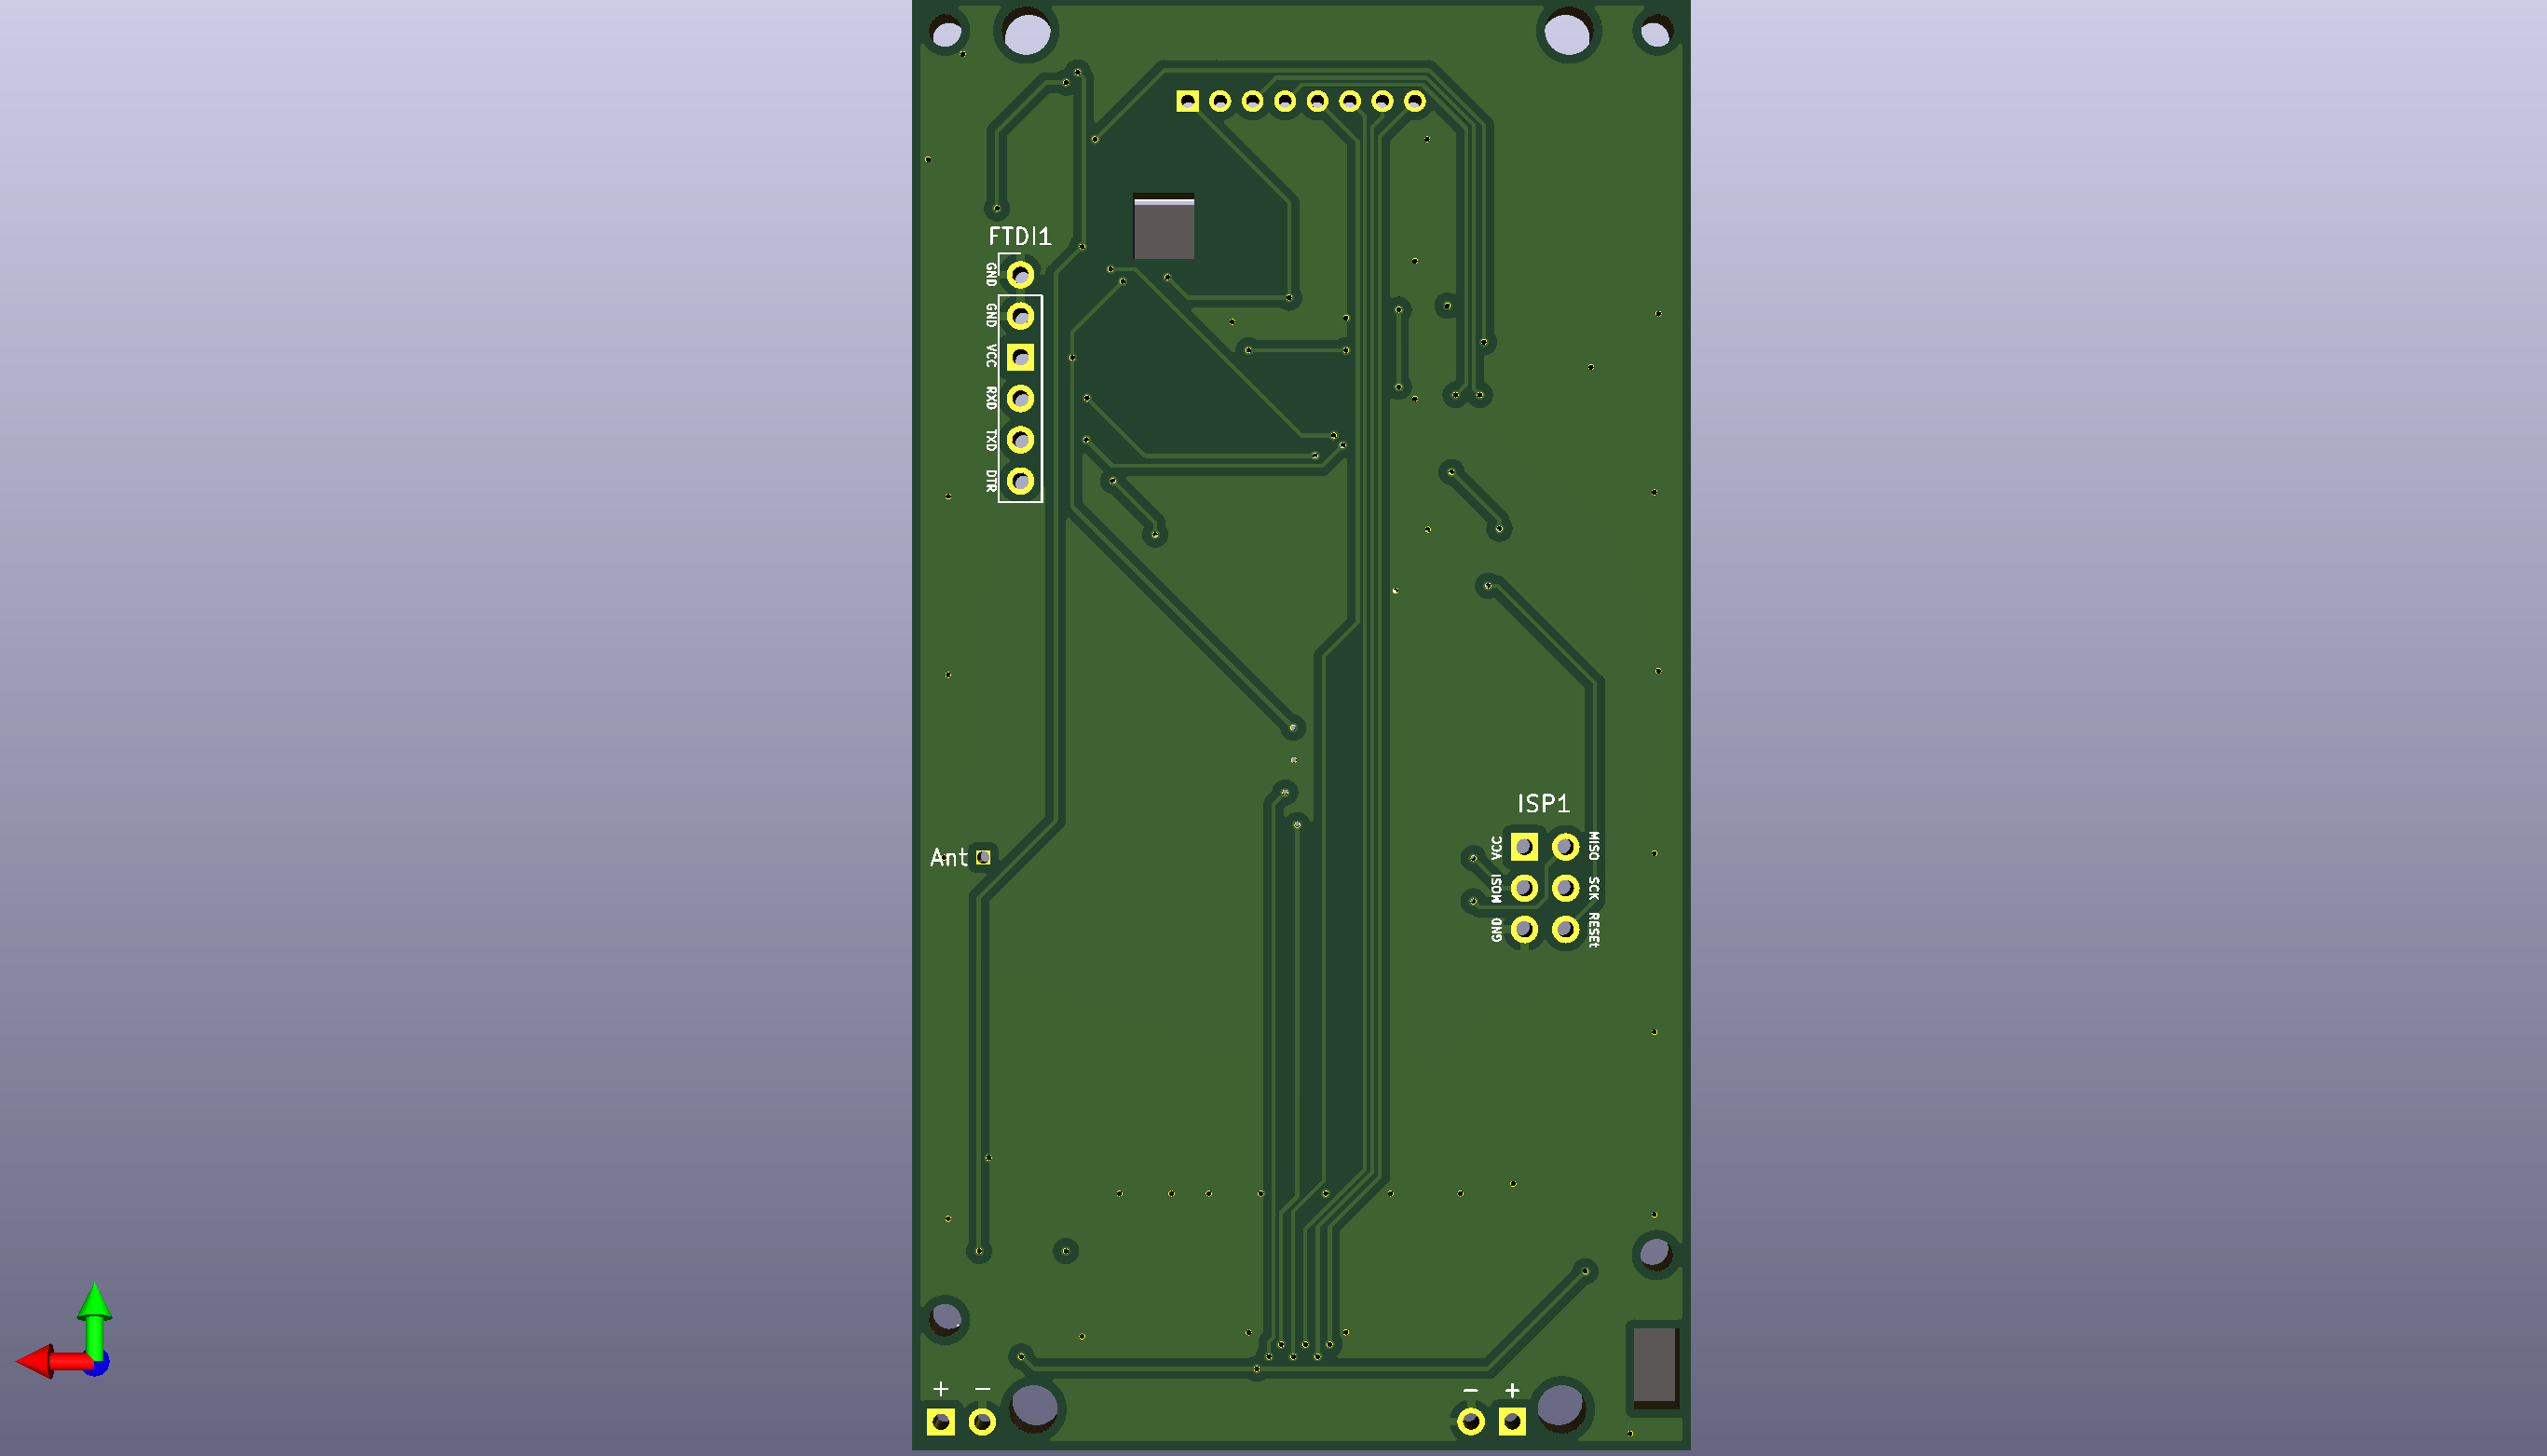 FTDI1
GND
GND
VCC
RXD
TXD
DTR
Ant
ISP1
VCC
MISO
MOSI
SCK
GND
RESEt
+ −
− +